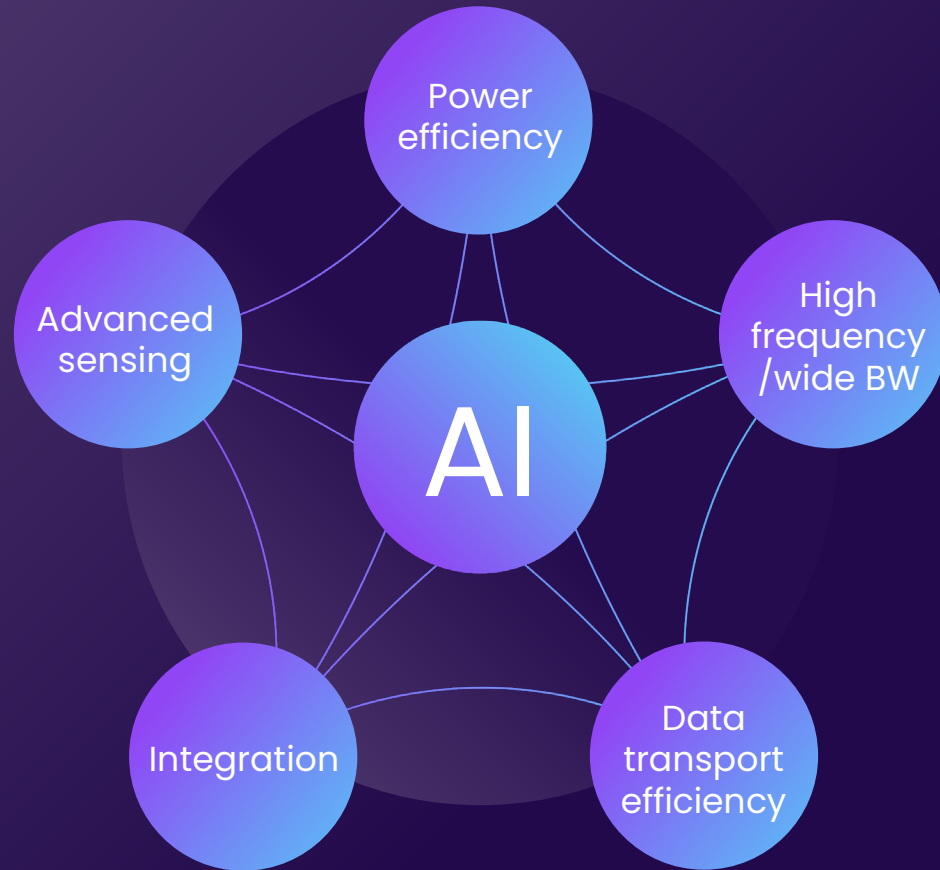 Power
efficiency
Advanced
sensing
High
frequency
/wide BW
AI
Integration
Data
transport
efficiency